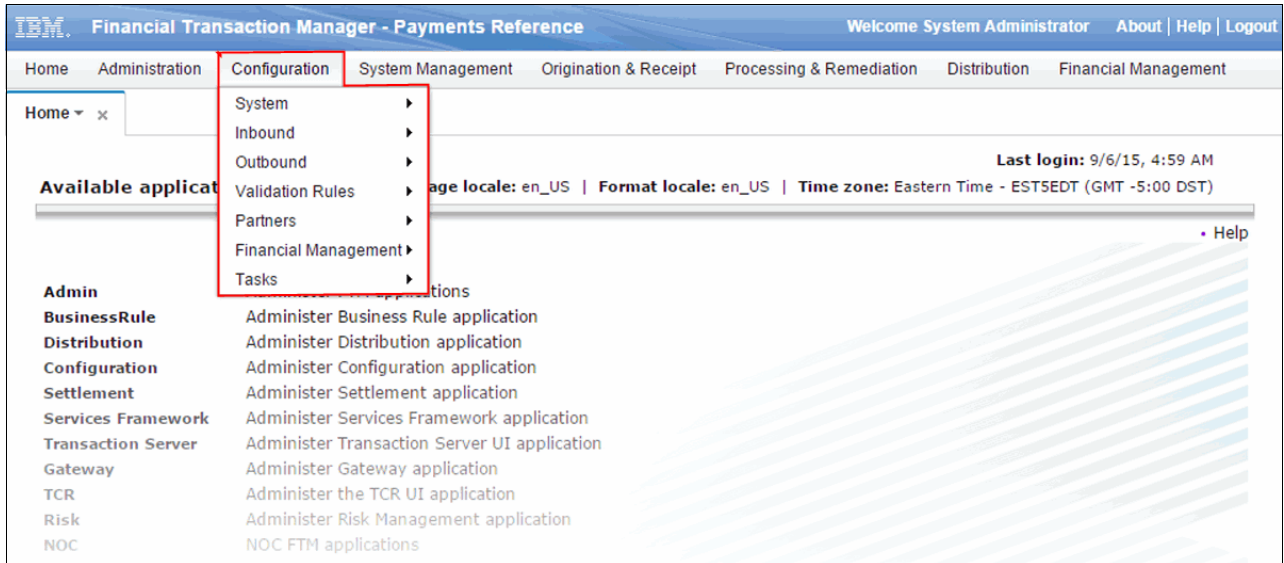 IBM. Financial Transaction Manager - Payments Reference Welcome System Administrator About | Help | Logout
Home Administration Configuration System Management Origination & Receipt Processing & Remediation Distribution Financial Management
Home x
System
Inbound
Outbound
Validation Rules
Partners
Financial Management
Tasks
Last login: 9/6/15, 4:59 AM
Available applicat age locale: en_US | Format locale: en_US | Time zone: Eastern Time - EST5EDT (GMT -5:00 DST)
• Help
Admin Administer applications
BusinessRule Administer Business Rule application
Distribution Administer Distribution application
Configuration Administer Configuration application
Settlement Administer Settlement application
Services Framework Administer Services Framework application
Transaction Server Administer Transaction Server UI application
Gateway Administer Gateway application
TCR Administer the TCR UI application
Risk Administer Risk Management application
NOC NOC FTM applications